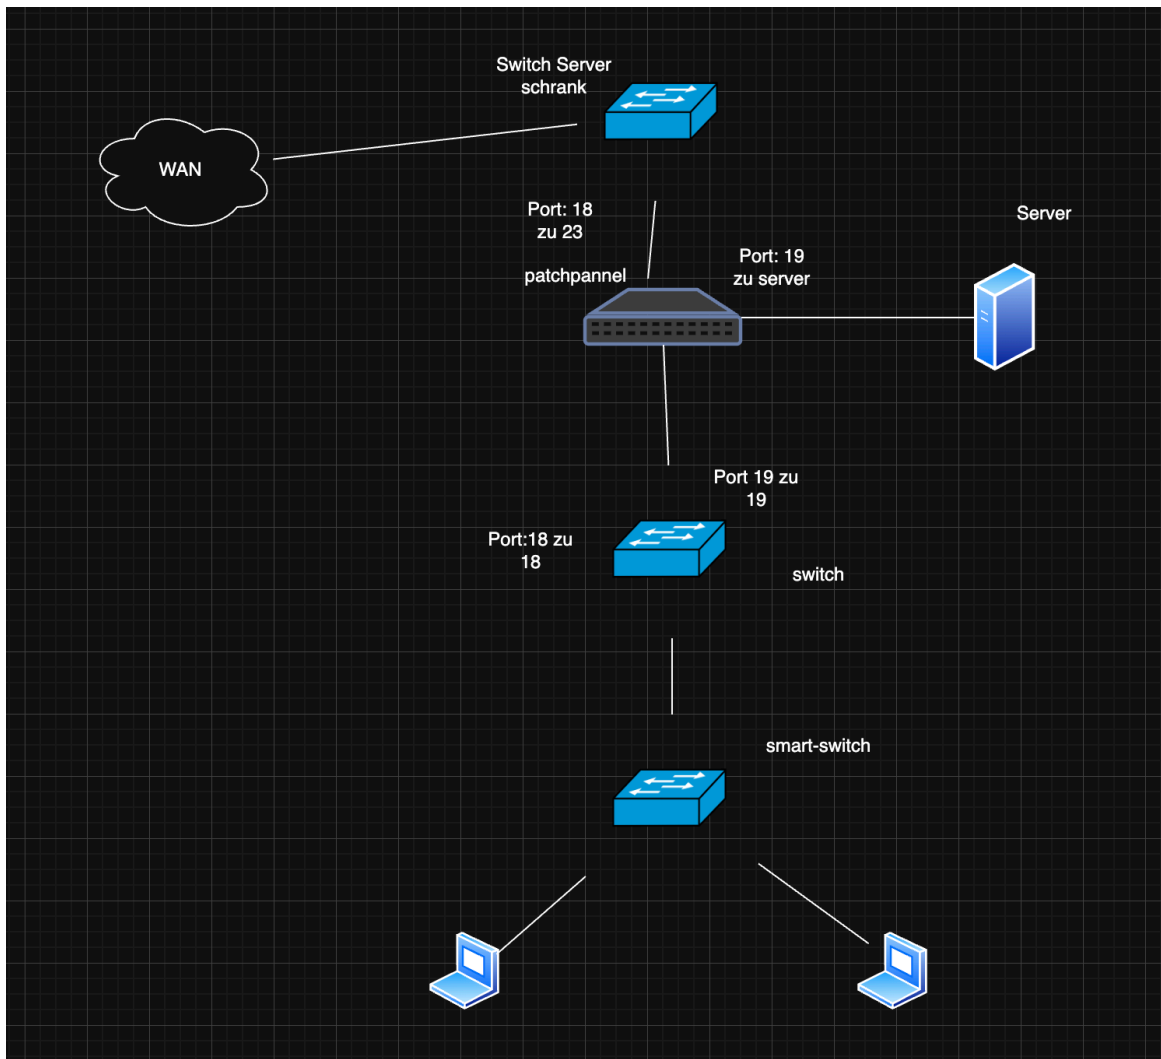 Switch Server
schrank
WAN
Port: 18
zu 23
Server
Port: 19
zu server
patchpannel
Port 19 zu
19
Port:18 zu
18
switch
smart-switch